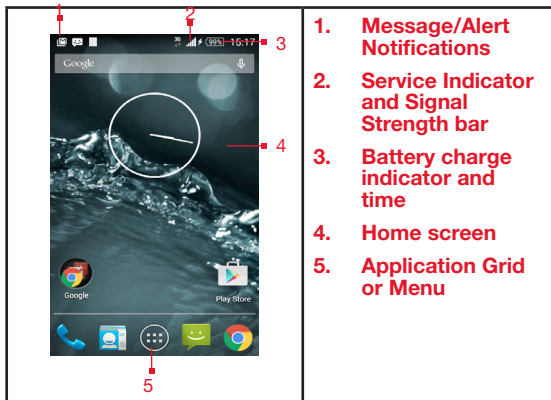 1
2
3G
99%
15:17
3
Google
4
Google
Play Store
5
1. Message/Alert
Notifications
2. Service Indicator
and Signal
Strength bar
3. Battery charge
indicator and
time
4. Home screen
5. Application Grid
or Menu